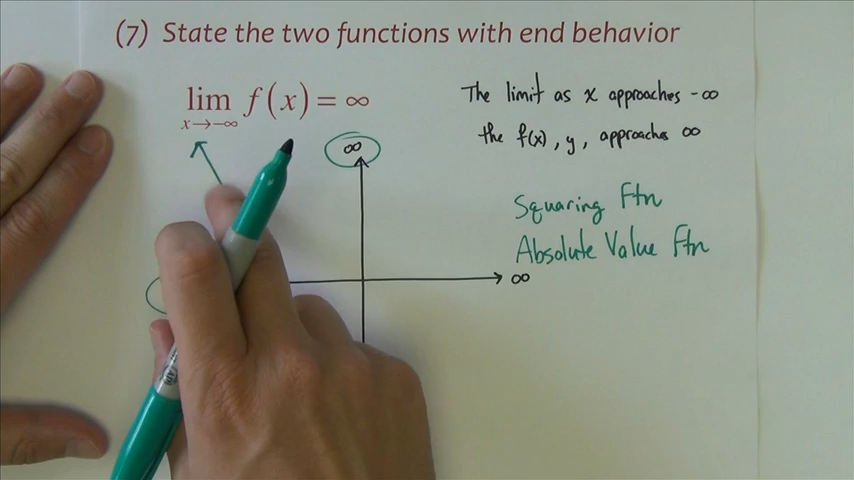 (7) State the two functions with end behavior
lim f(x) = ∞
x→-∞
The limit as x approaches -∞
the f(x), y, approaches ∞
∞
Squaring Ftn
Absolute Value Ftn
∞